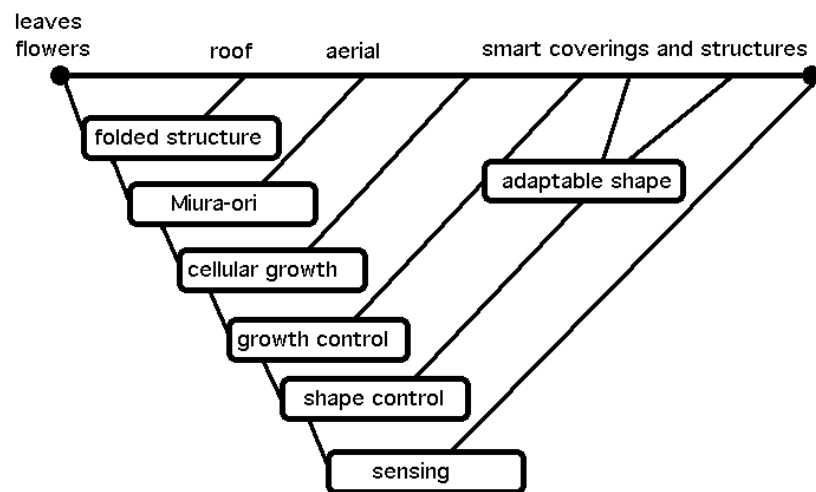 leaves
flowers
roof
aerial
smart coverings and structures
folded structure
adaptable shape
Miura-ori
cellular growth
growth control
shape control
sensing